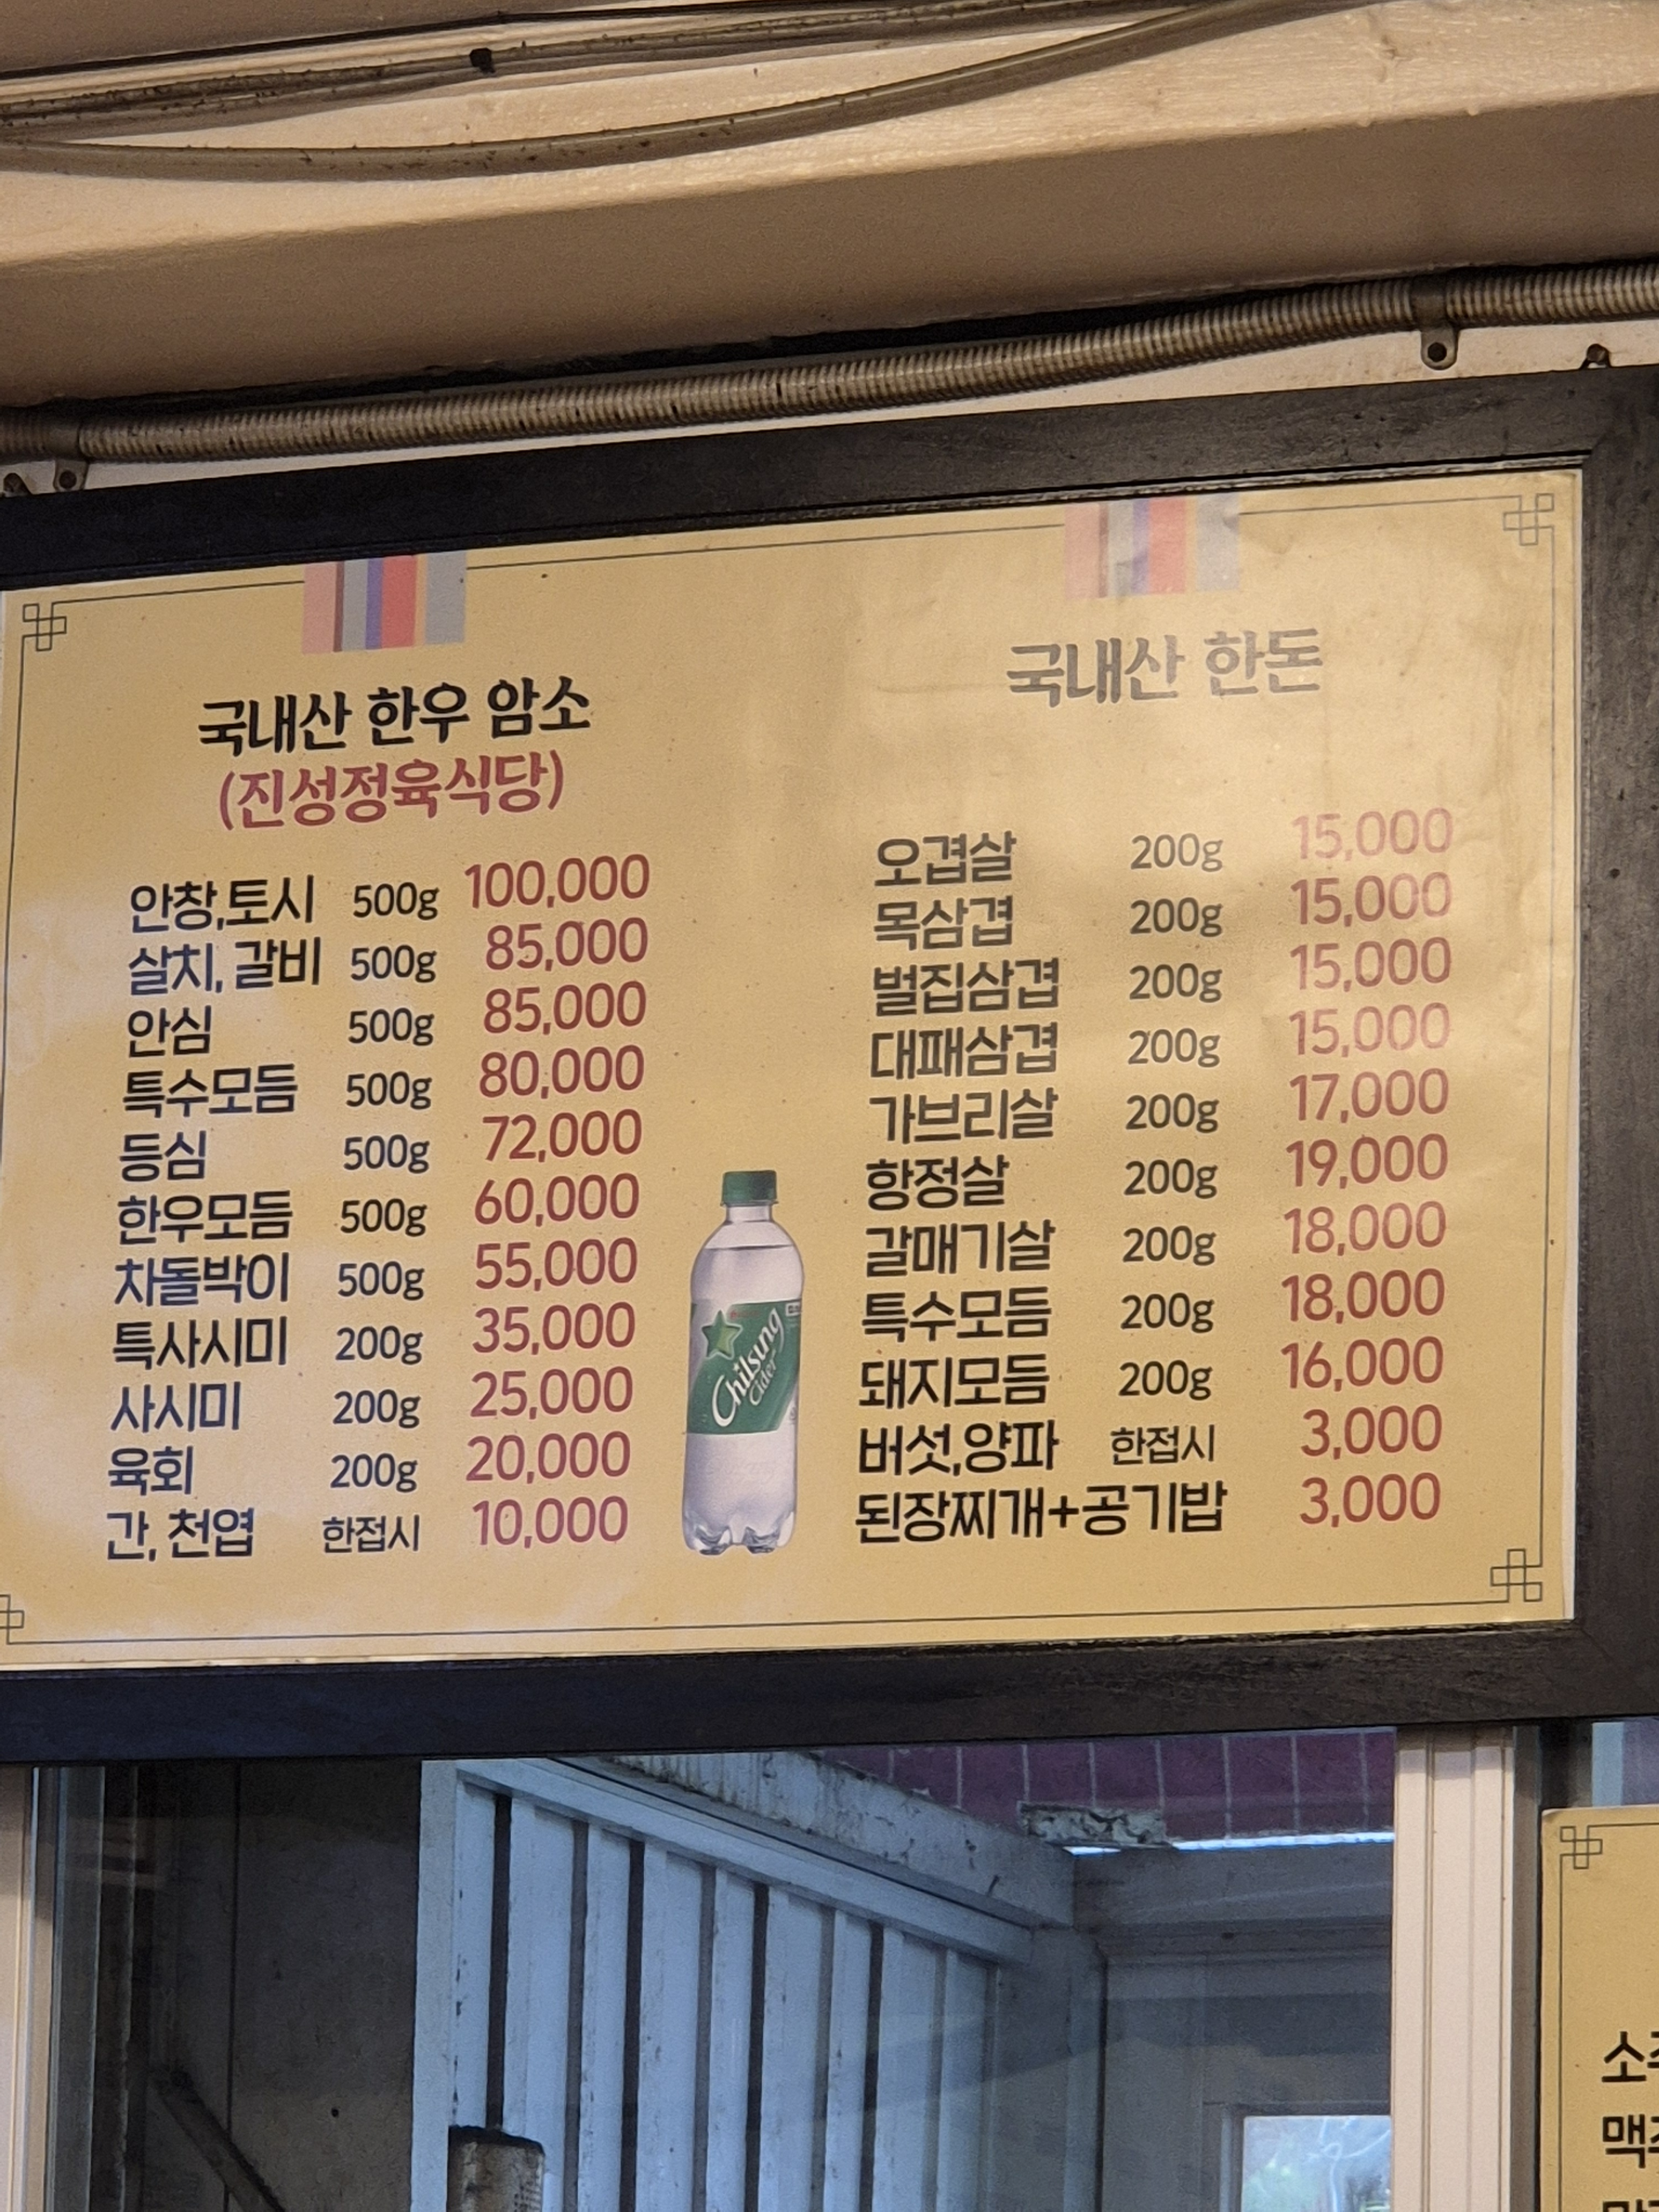 국내산 한우 암소
(진성정육식당)
안창,토시 500g 100,000
살치, 갈비 500g 85,000
안심 500g 85,000
특수모듬 500g 80,000
등심 500g 72,000
한우모듬 500g 60,000
차돌박이 500g 55,000
특사시미 200g 35,000
사시미 200g 25,000
육회 200g 20,000
간, 천엽 한접시 10,000
Chilsung
Cider
국내산 한돈
오겹살 200g 15,000
목삼겹 200g 15,000
벌집삼겹 200g 15,000
대패삼겹 200g 15,000
가브리살 200g 17,000
항정살 200g 19,000
갈매기살 200g 18,000
특수모듬 200g 18,000
돼지모듬 200g 16,000
버섯,양파 한접시 3,000
된장찌개+공기밥 3,000